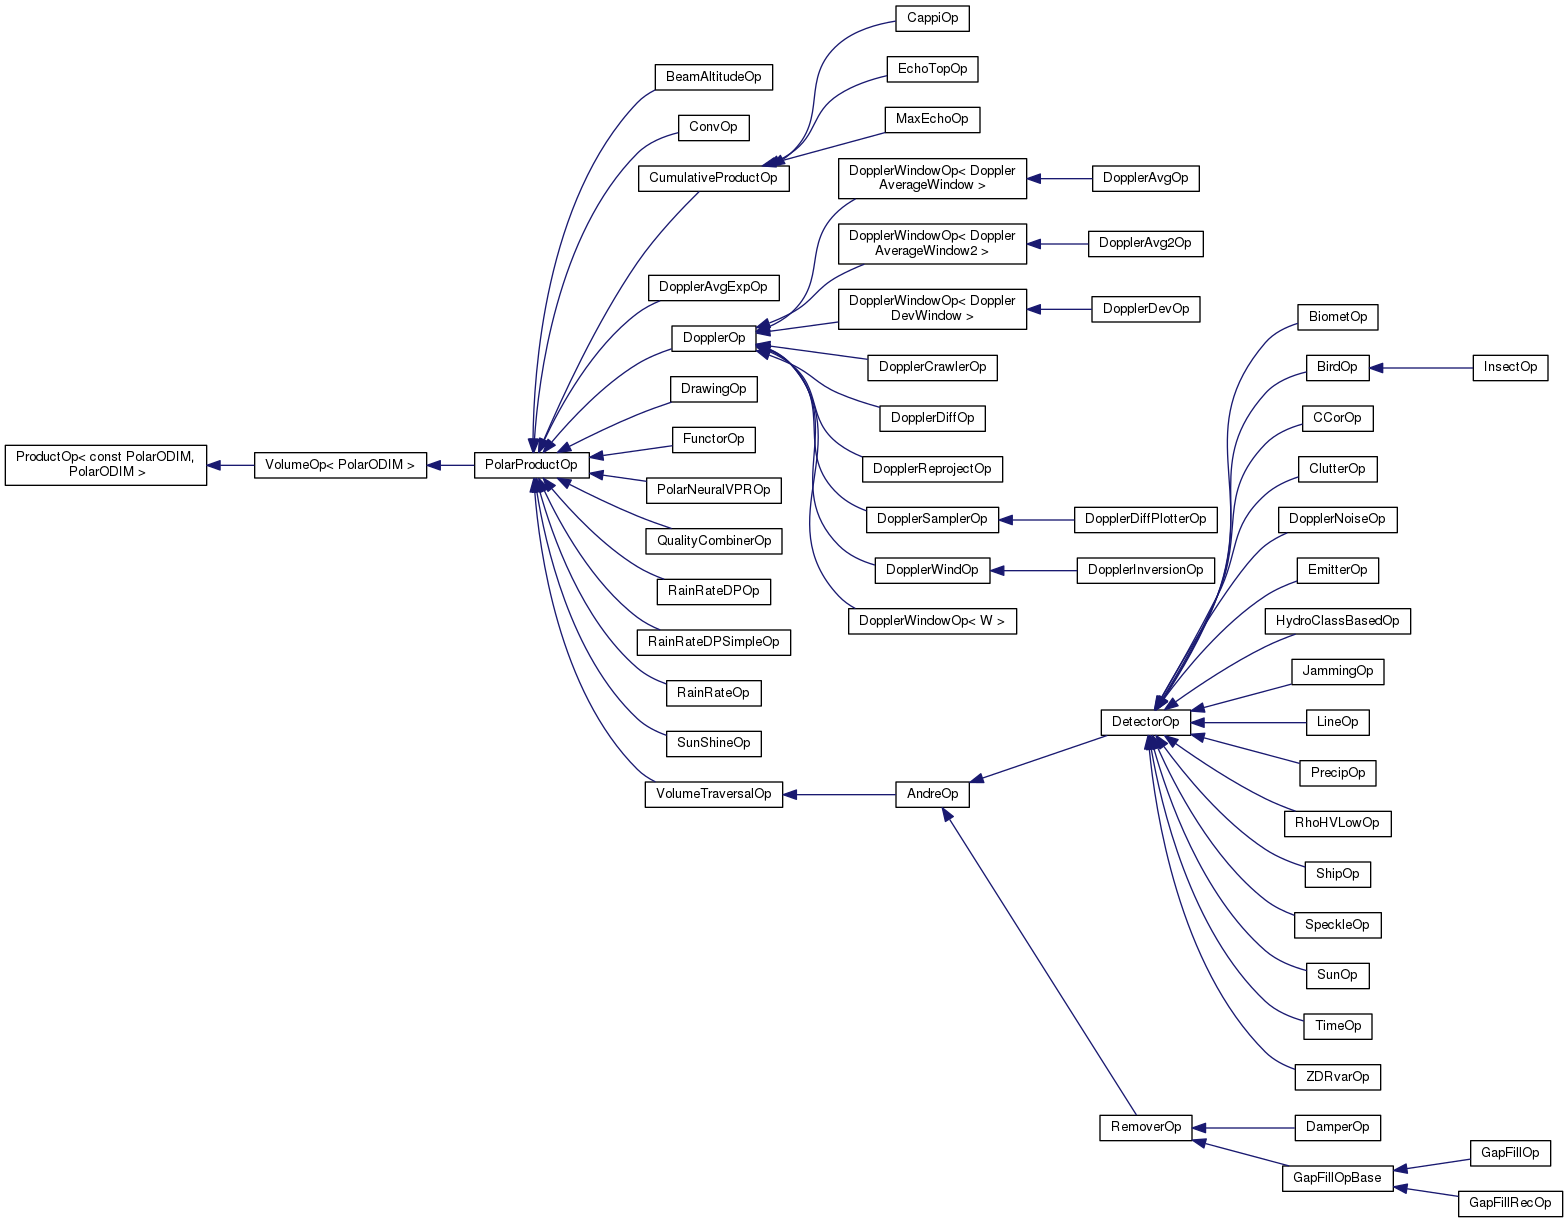 ProductOp< const PolarODIM,
PolarODIM >
VolumeOp< PolarODIM >
PolarProductOp
BeamAltitudeOp
ConvOp
CumulativeProductOp
DopplerAvgExpOp
DopplerOp
DrawingOp
FunctorOp
PolarNeuralVPROp
QualityCombinerOp
RainRateDPOp
RainRateDPSimpleOp
RainRateOp
SunShineOp
VolumeTraversalOp
CappiOp
EchoTopOp
MaxEchoOp
DopplerWindowOp< Doppler
AverageWindow >
DopplerWindowOp< Doppler
AverageWindow2 >
DopplerWindowOp< Doppler
DevWindow >
DopplerCrawlerOp
DopplerDiffOp
DopplerReprojectOp
DopplerSamplerOp
DopplerWindOp
DopplerWindowOp< W >
AndreOp
DopplerAvgOp
DopplerAvg2Op
DopplerDevOp
DopplerDiffPlotterOp
DopplerInversionOp
DetectorOp
RemoverOp
BiometOp
BirdOp
CCorOp
ClutterOp
DopplerNoiseOp
EmitterOp
HydroClassBasedOp
JammingOp
LineOp
PrecipOp
RhoHVLowOp
ShipOp
SpeckleOp
SunOp
TimeOp
ZDRvarOp
DamperOp
GapFillOpBase
InsectOp
GapFillOp
GapFillRecOp